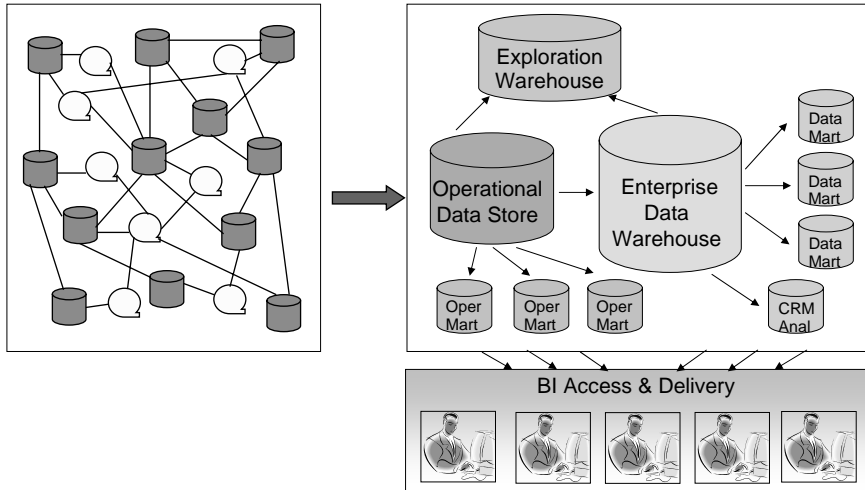 Exploration
Warehouse
Operational
Data Store
Enterprise
Data
Warehouse
Data
Mart
Data
Mart
Data
Mart
Oper
Mart
Oper
Mart
Oper
Mart
CRM
Anal
BI Access & Delivery